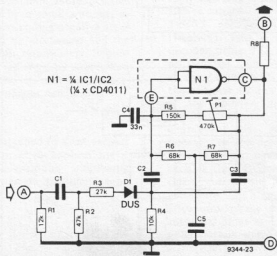 B
R8
N1 = ¼ IC1/IC2
(¼ x CD4011)
N1
C
E
C4
33n
R5
150k
P1
470k
R6
68k
R7
68k
C2
C3
A
C1
R3
27k
D1
DUS
R1
12k
R2
47k
R4
10k
C5
D
9344-23